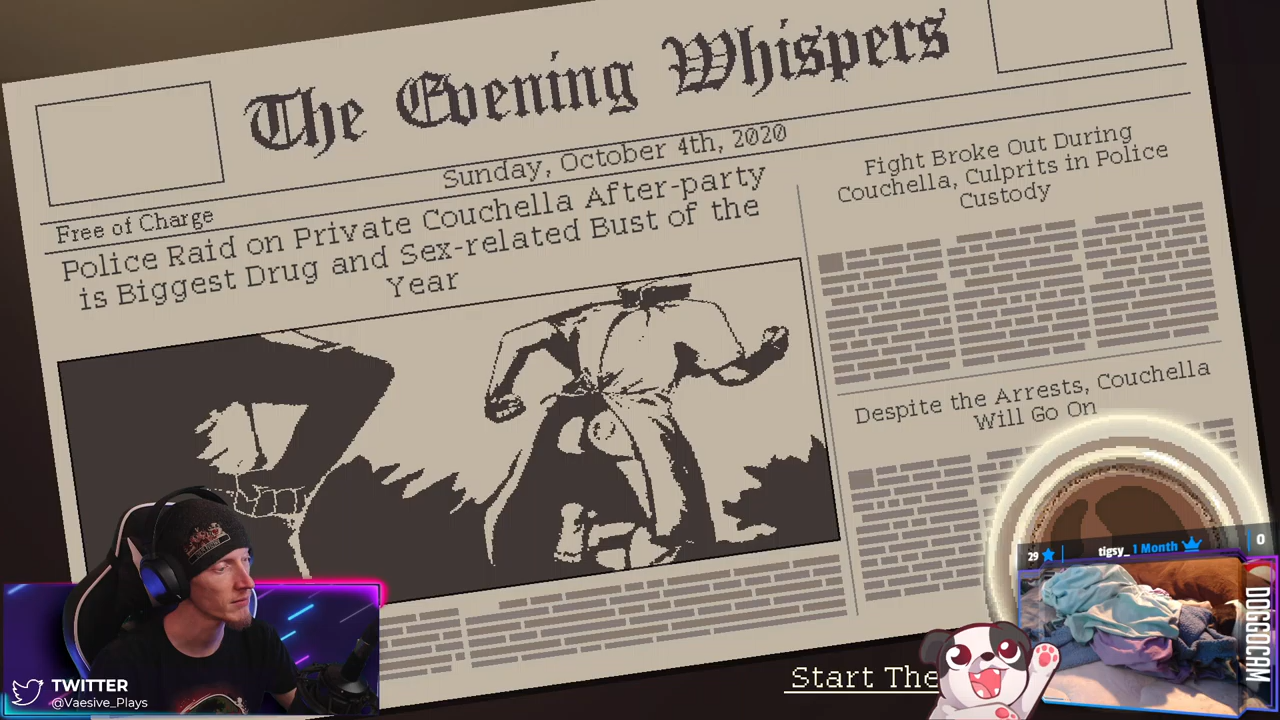 The Evening Whispers
Sunday, October 4th, 2020
Free of Charge
Police Raid on Private Couchella After-party
is Biggest Drug and Sex-related Bust of the
Year
Fight Broke Out During
Couchella, Culprits in Police
Custody
Despite the Arrests, Couchella
Will Go On
29
tigsy_ 1 Month
0
DOGGOCAM
Start The
TWITTER
@Vaesive_Plays